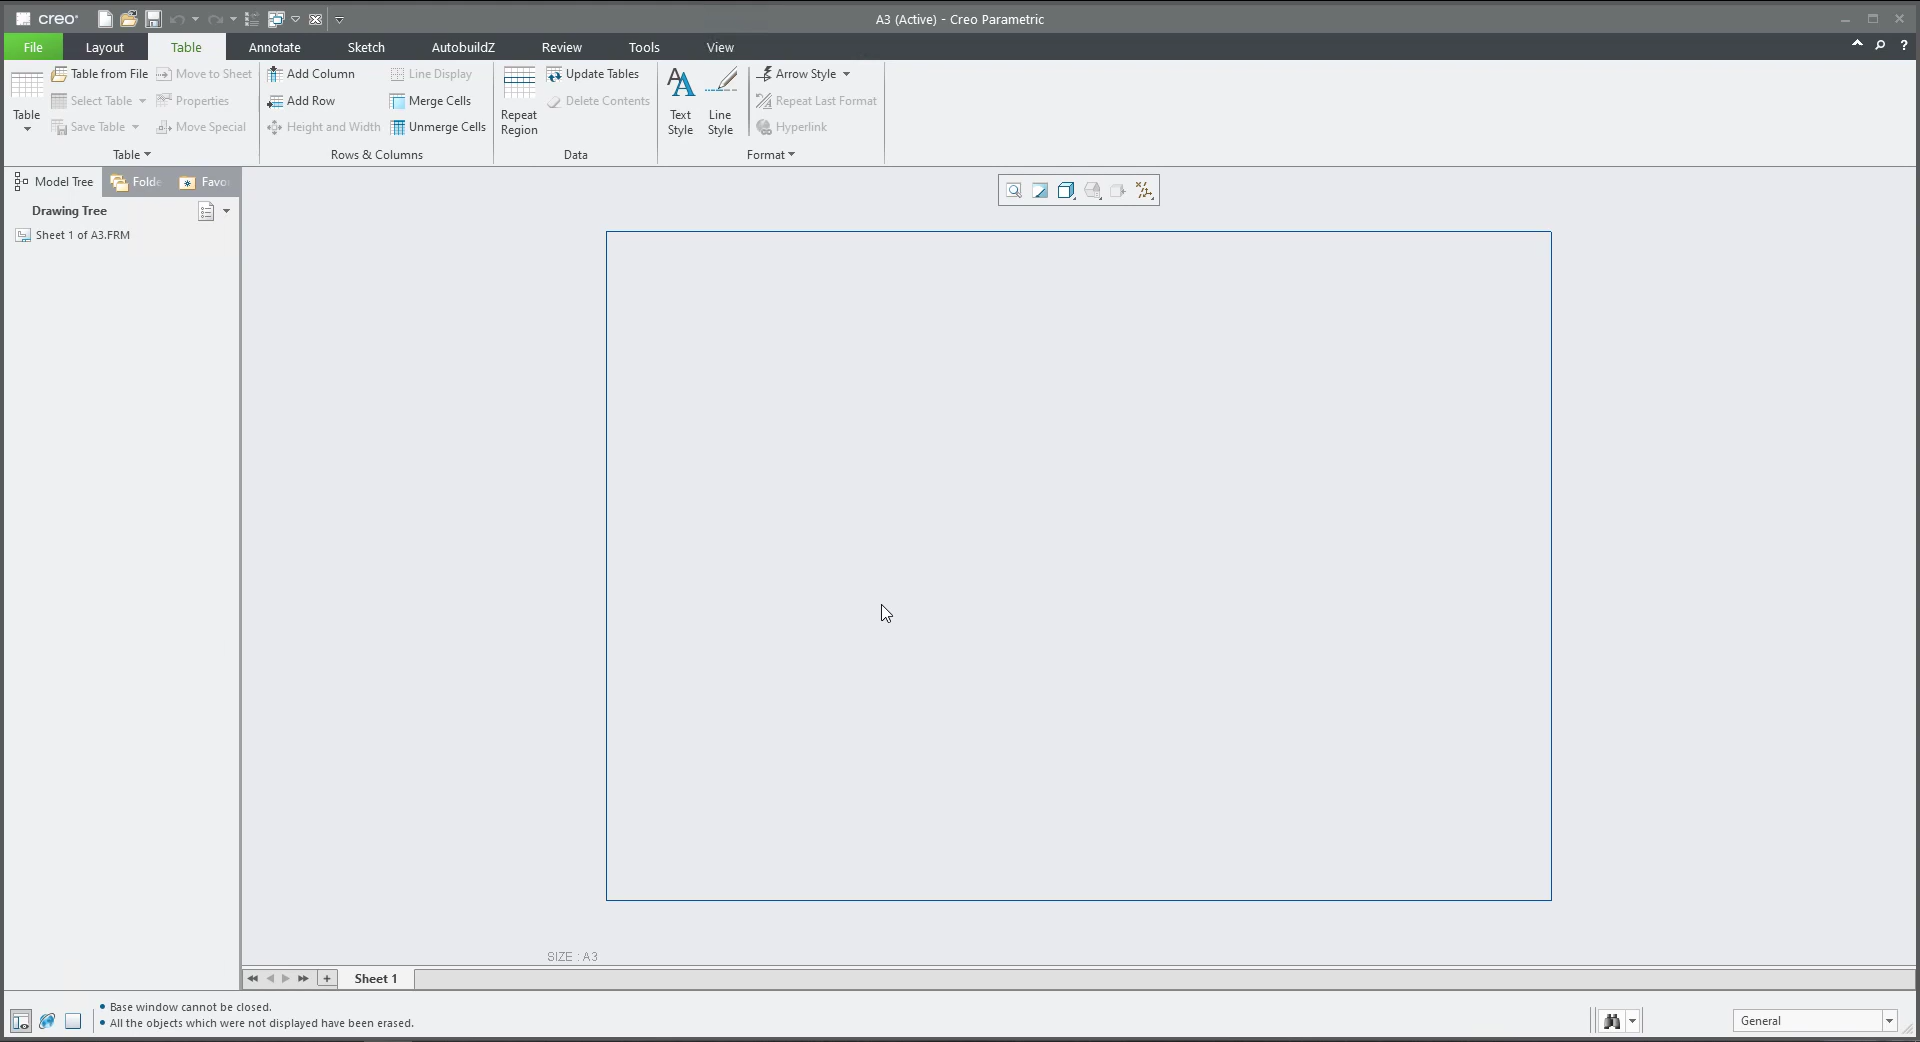 creo
A3 (Active) - Creo Parametric
File
Layout
Table
Annotate
Sketch
AutobuildZ
Review
Tools
View
?
Table
Table from File
Select Table
Save Table
Move to Sheet
Properties
Move Special
Table
Add Column
Add Row
Height and Width
Line Display
Merge Cells
Unmerge Cells
Rows & Columns
Repeat
Region
Update Tables
Delete Contents
Data
Text
Style
Line
Style
Arrow Style
Repeat Last Format
Hyperlink
Format
Model Tree
Folde
Favo
Drawing Tree
Sheet 1 of A3.FRM
SIZE : A3
Sheet 1
• Base window cannot be closed.
• All the objects which were not displayed have been erased.
General